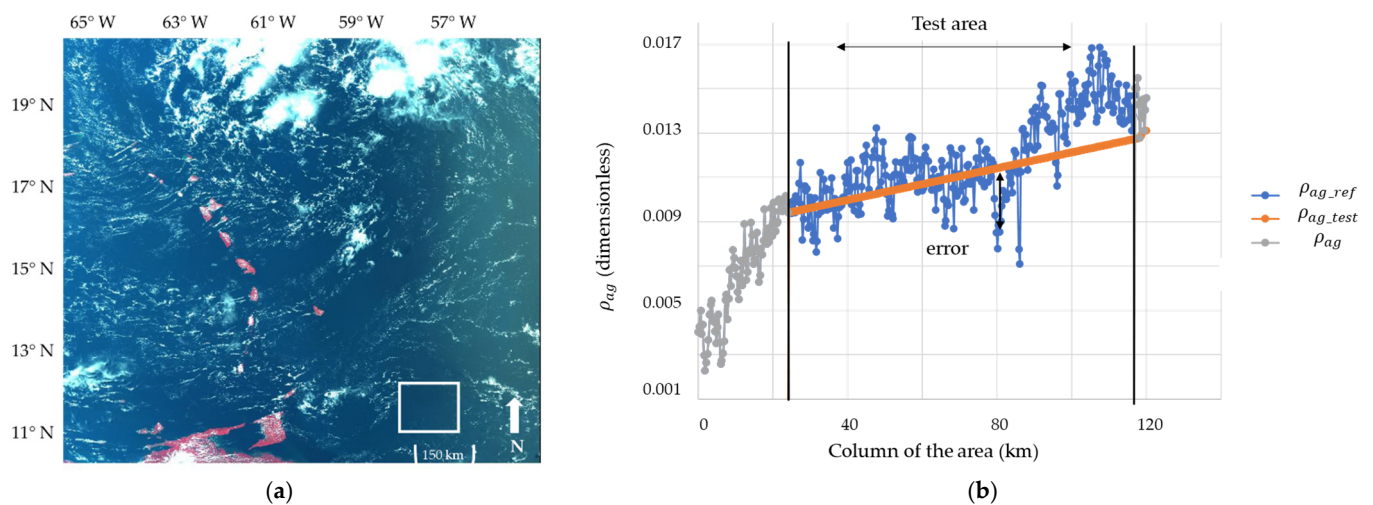 65° W 63° W 61° W 59° W 57° W
19° N
17° N
15° N
13° N
11° N
N
150 km
(a)
Test area
0.017
0.013
0.009
0.005
0.001
ρag (dimensionless)
error
0 40 80 120
Column of the area (km)
ρag_ref
ρag_test
ρag
(b)